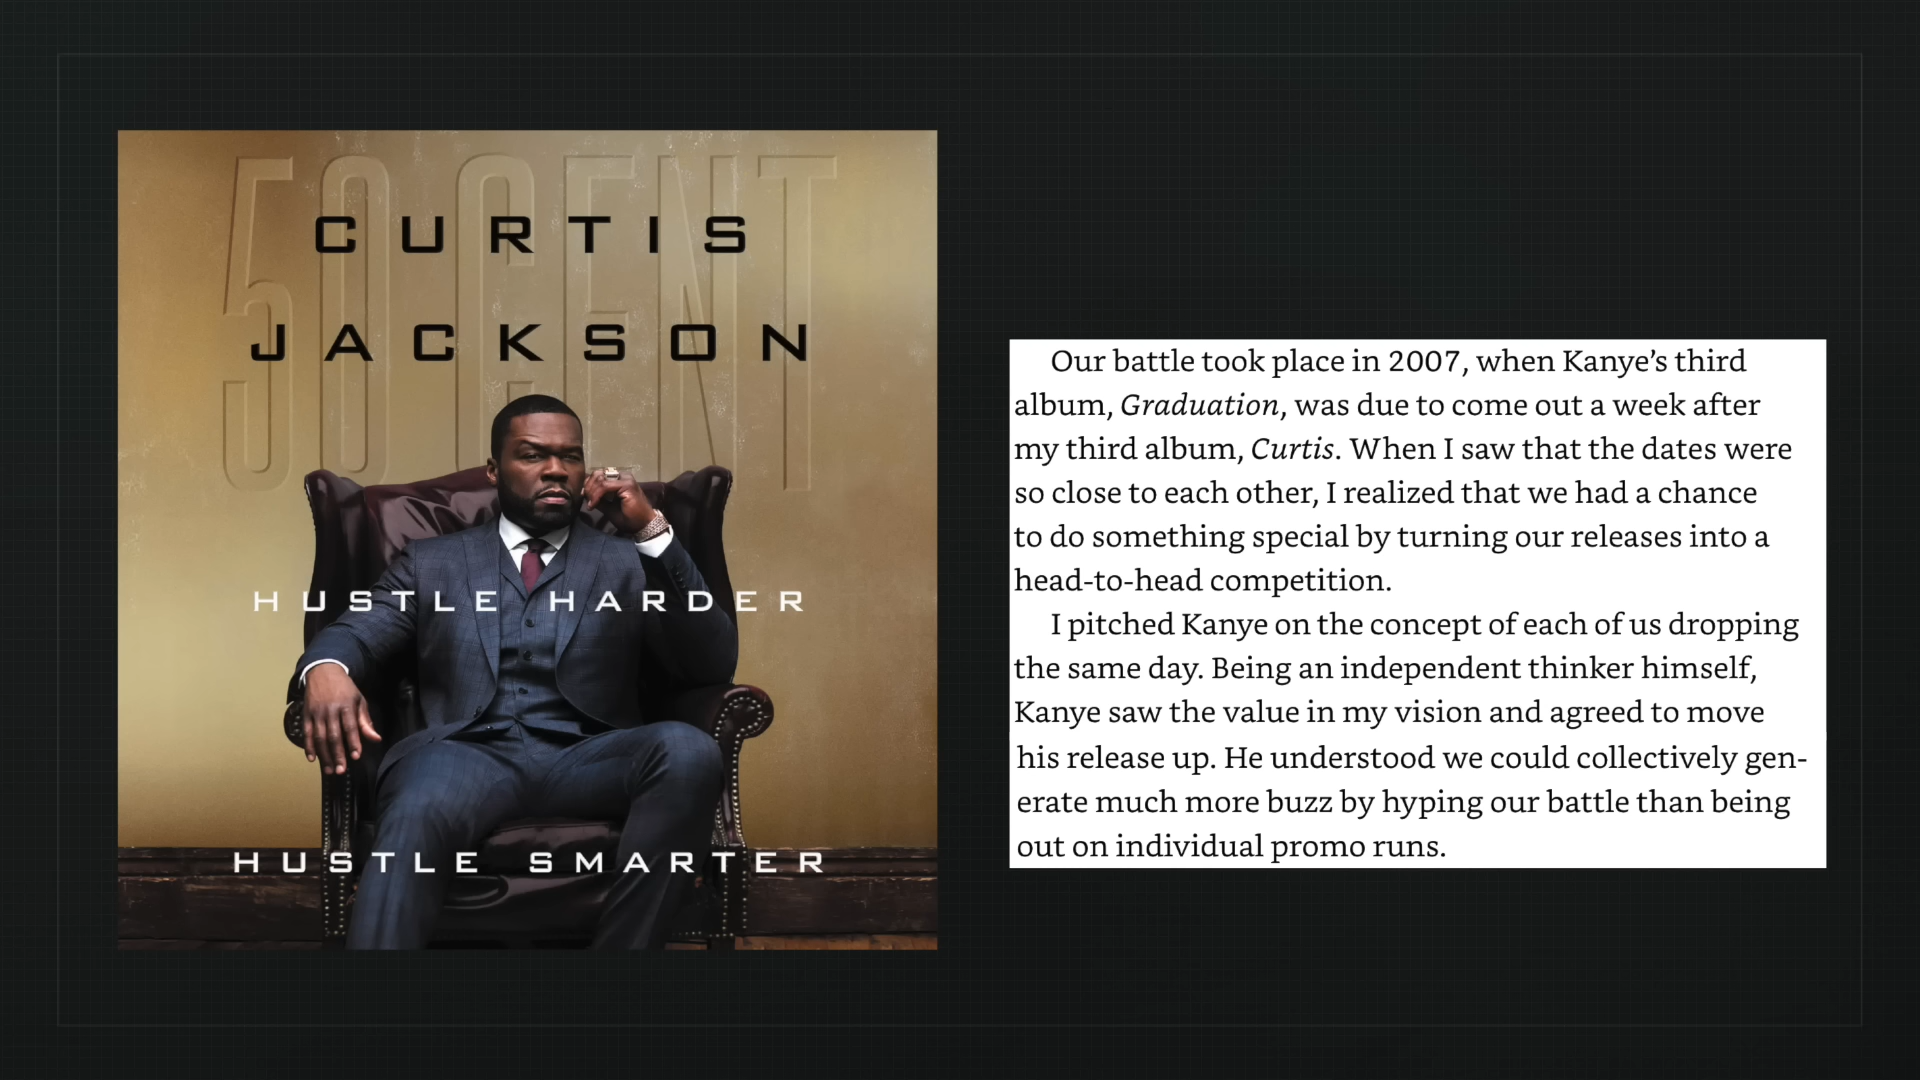 50 CENT
CURTIS
JACKSON
HUSTLE HARDER
HUSTLE SMARTER
Our battle took place in 2007, when Kanye’s third
album, Graduation, was due to come out a week after
my third album, Curtis. When I saw that the dates were
so close to each other, I realized that we had a chance
to do something special by turning our releases into a
head-to-head competition.
I pitched Kanye on the concept of each of us dropping
the same day. Being an independent thinker himself,
Kanye saw the value in my vision and agreed to move
his release up. He understood we could collectively gen-
erate much more buzz by hyping our battle than being
out on individual promo runs.